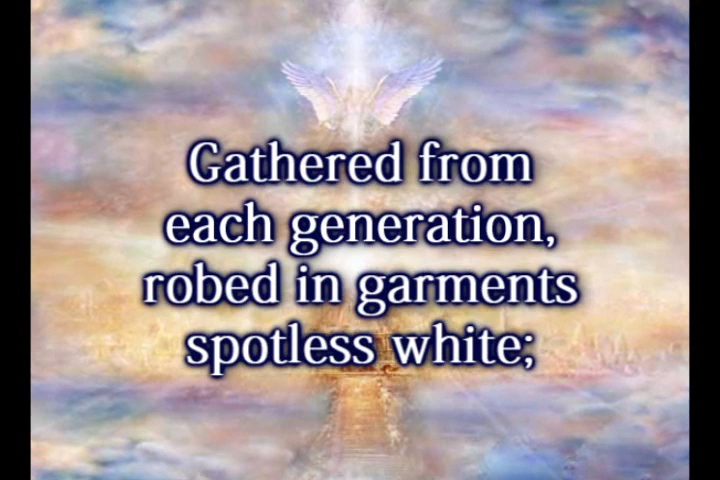 Gathered from
each generation,
robed in garments
spotless white;